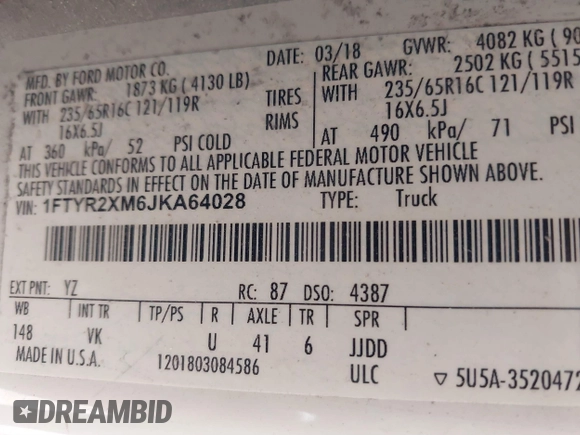 MFD. BY FORD MOTOR CO.
DATE: 03/18
GVWR: 4082 KG ( 90
FRONT GAWR: 1873 KG ( 4130 LB)
REAR GAWR: 2502 KG ( 5515
WITH 235/65R16C 121/119R TIRES
WITH 235/65R16C 121/119R
16X6.5J RIMS
16X6.5J
AT 360 kPa/ 52 PSI COLD
AT 490 kPa/ 71 PSI
THIS VEHICLE CONFORMS TO ALL APPLICABLE FEDERAL MOTOR VEHICLE
SAFETY STANDARDS IN EFFECT ON THE DATE OF MANUFACTURE SHOWN ABOVE.
VIN: 1FTYR2XM6JKA64028
TYPE: Truck
EXT PNT: YZ RC: 87 DSO: 4387
WB INT TR TP/PS R AXLE TR SPR
148 VK U 41 6 JJDD
MADE IN U.S.A. 1201803084586 ULC ▽ 5U5A-3520472
DREAMBID